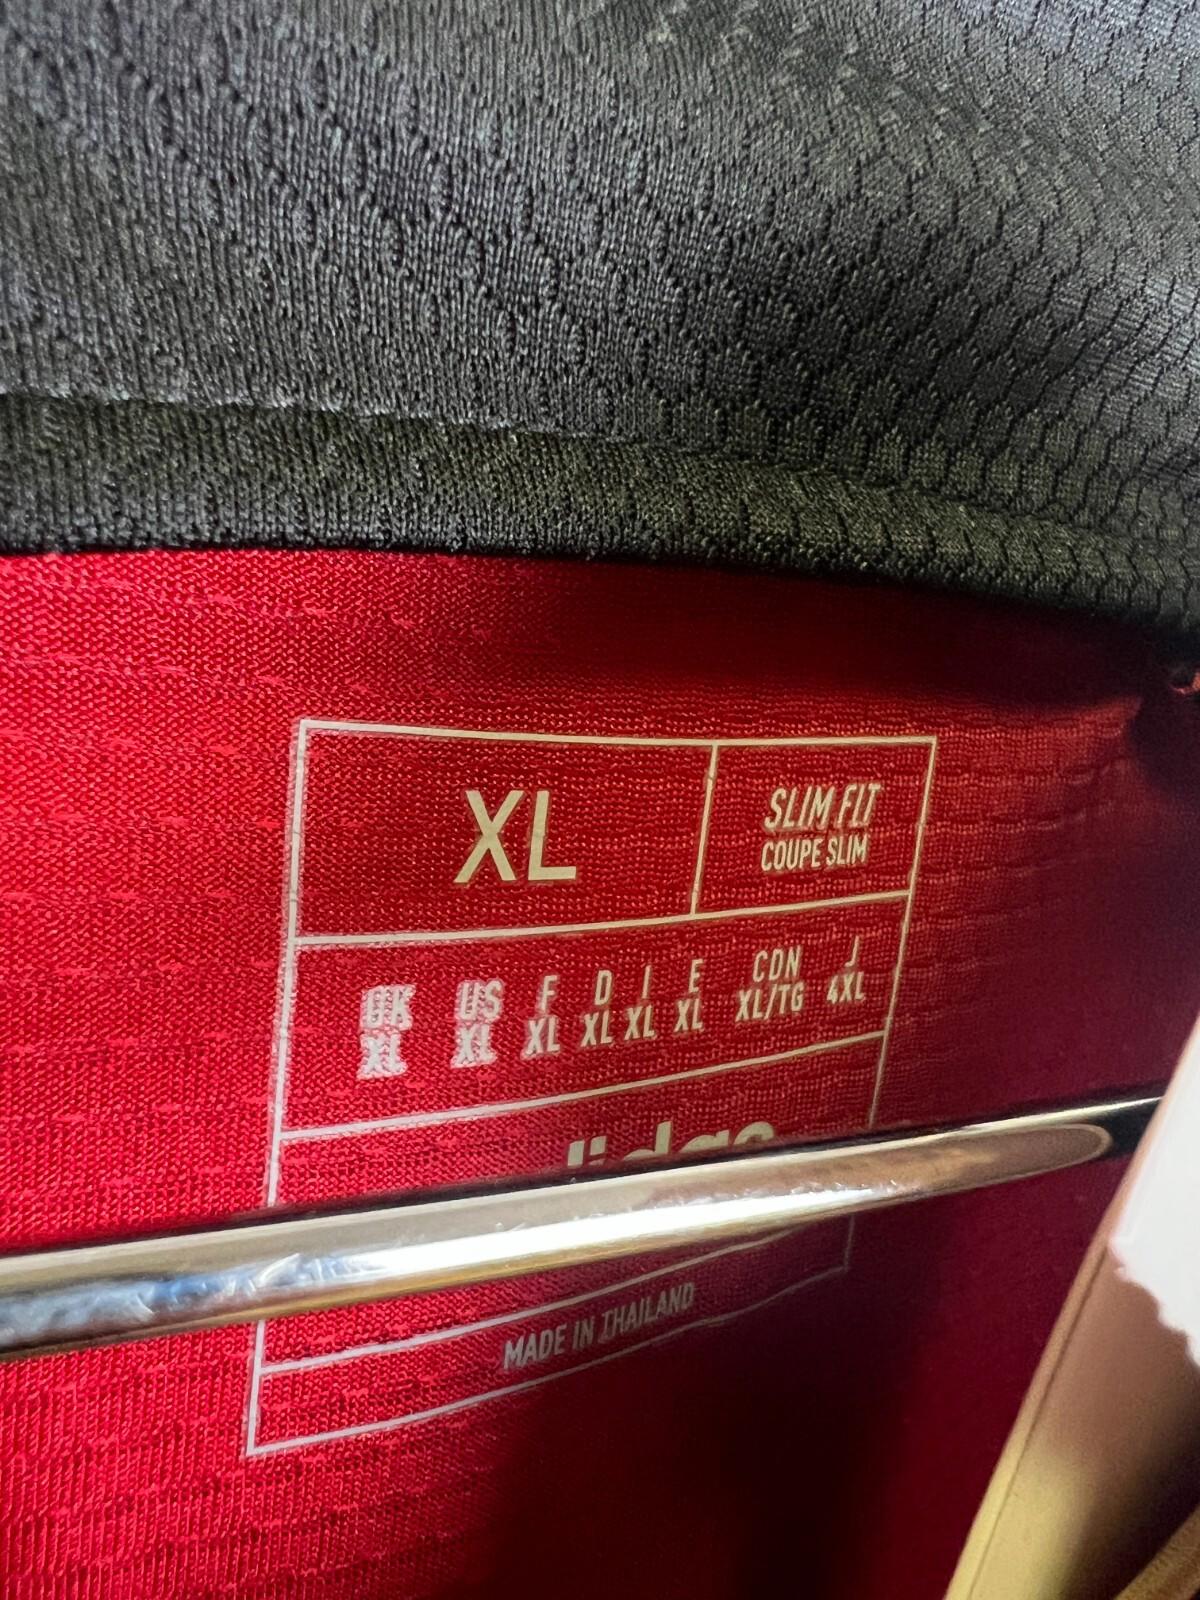 XL
SLIM FIT
COUPE SLIM
UK US F D I E CDN J
XL XL XL XL XL XL XL/TG 4XL
adidas
MADE IN THAILAND